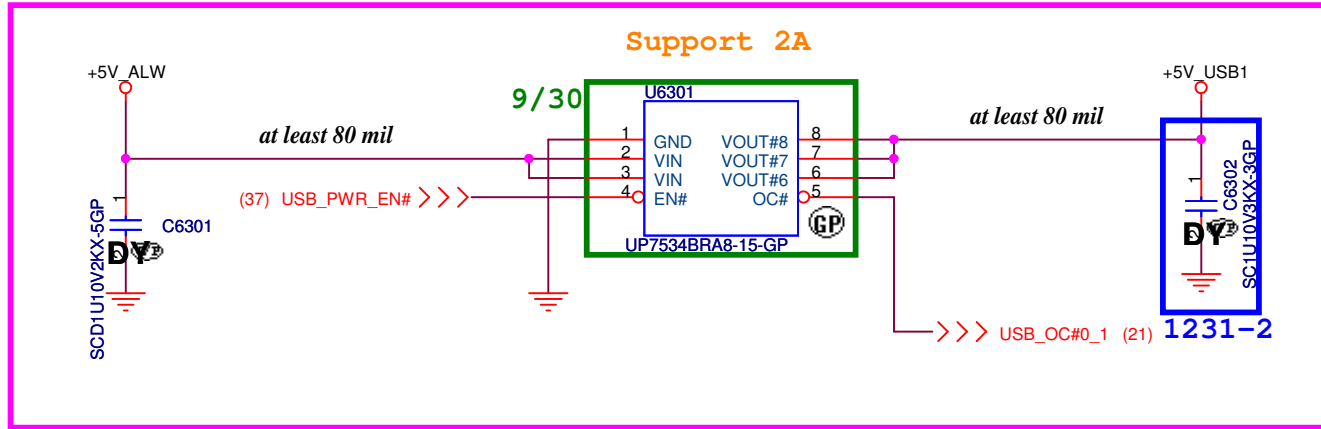 Support 2A
+5V_ALW
+5V_USB1
9/30
U6301
at least 80 mil
at least 80 mil
1 GND VOUT#8 8
2 VIN VOUT#7 7
3 VIN VOUT#6 6
4 EN# OC# 5
(37) USB_PWR_EN#
GP
UP7534BRA8-15-GP
1
C6301
DY
2
SCD1U10V2KX-5GP
1
C6302
DY
SC1U10V3KX-3GP
USB_OC#0_1 (21)
1231-2